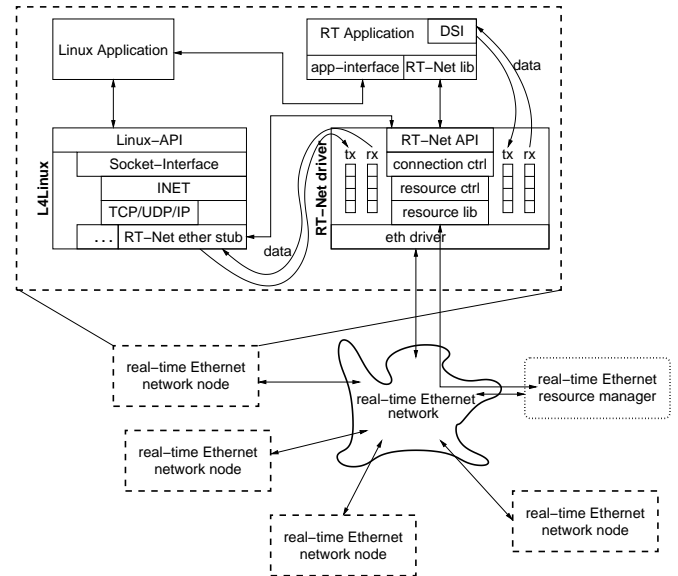 Linux Application
RT Application
DSI
app−interface
RT−Net lib
data
L4Linux
Linux−API
Socket−Interface
INET
TCP/UDP/IP
...
RT−Net ether stub
data
RT−Net driver
RT−Net API
tx
rx
connection ctrl
resource ctrl
resource lib
tx
rx
eth driver
real−time Ethernet
network node
real−time Ethernet
network
real−time Ethernet
resource manager
real−time Ethernet
network node
real−time Ethernet
network node
real−time Ethernet
network node